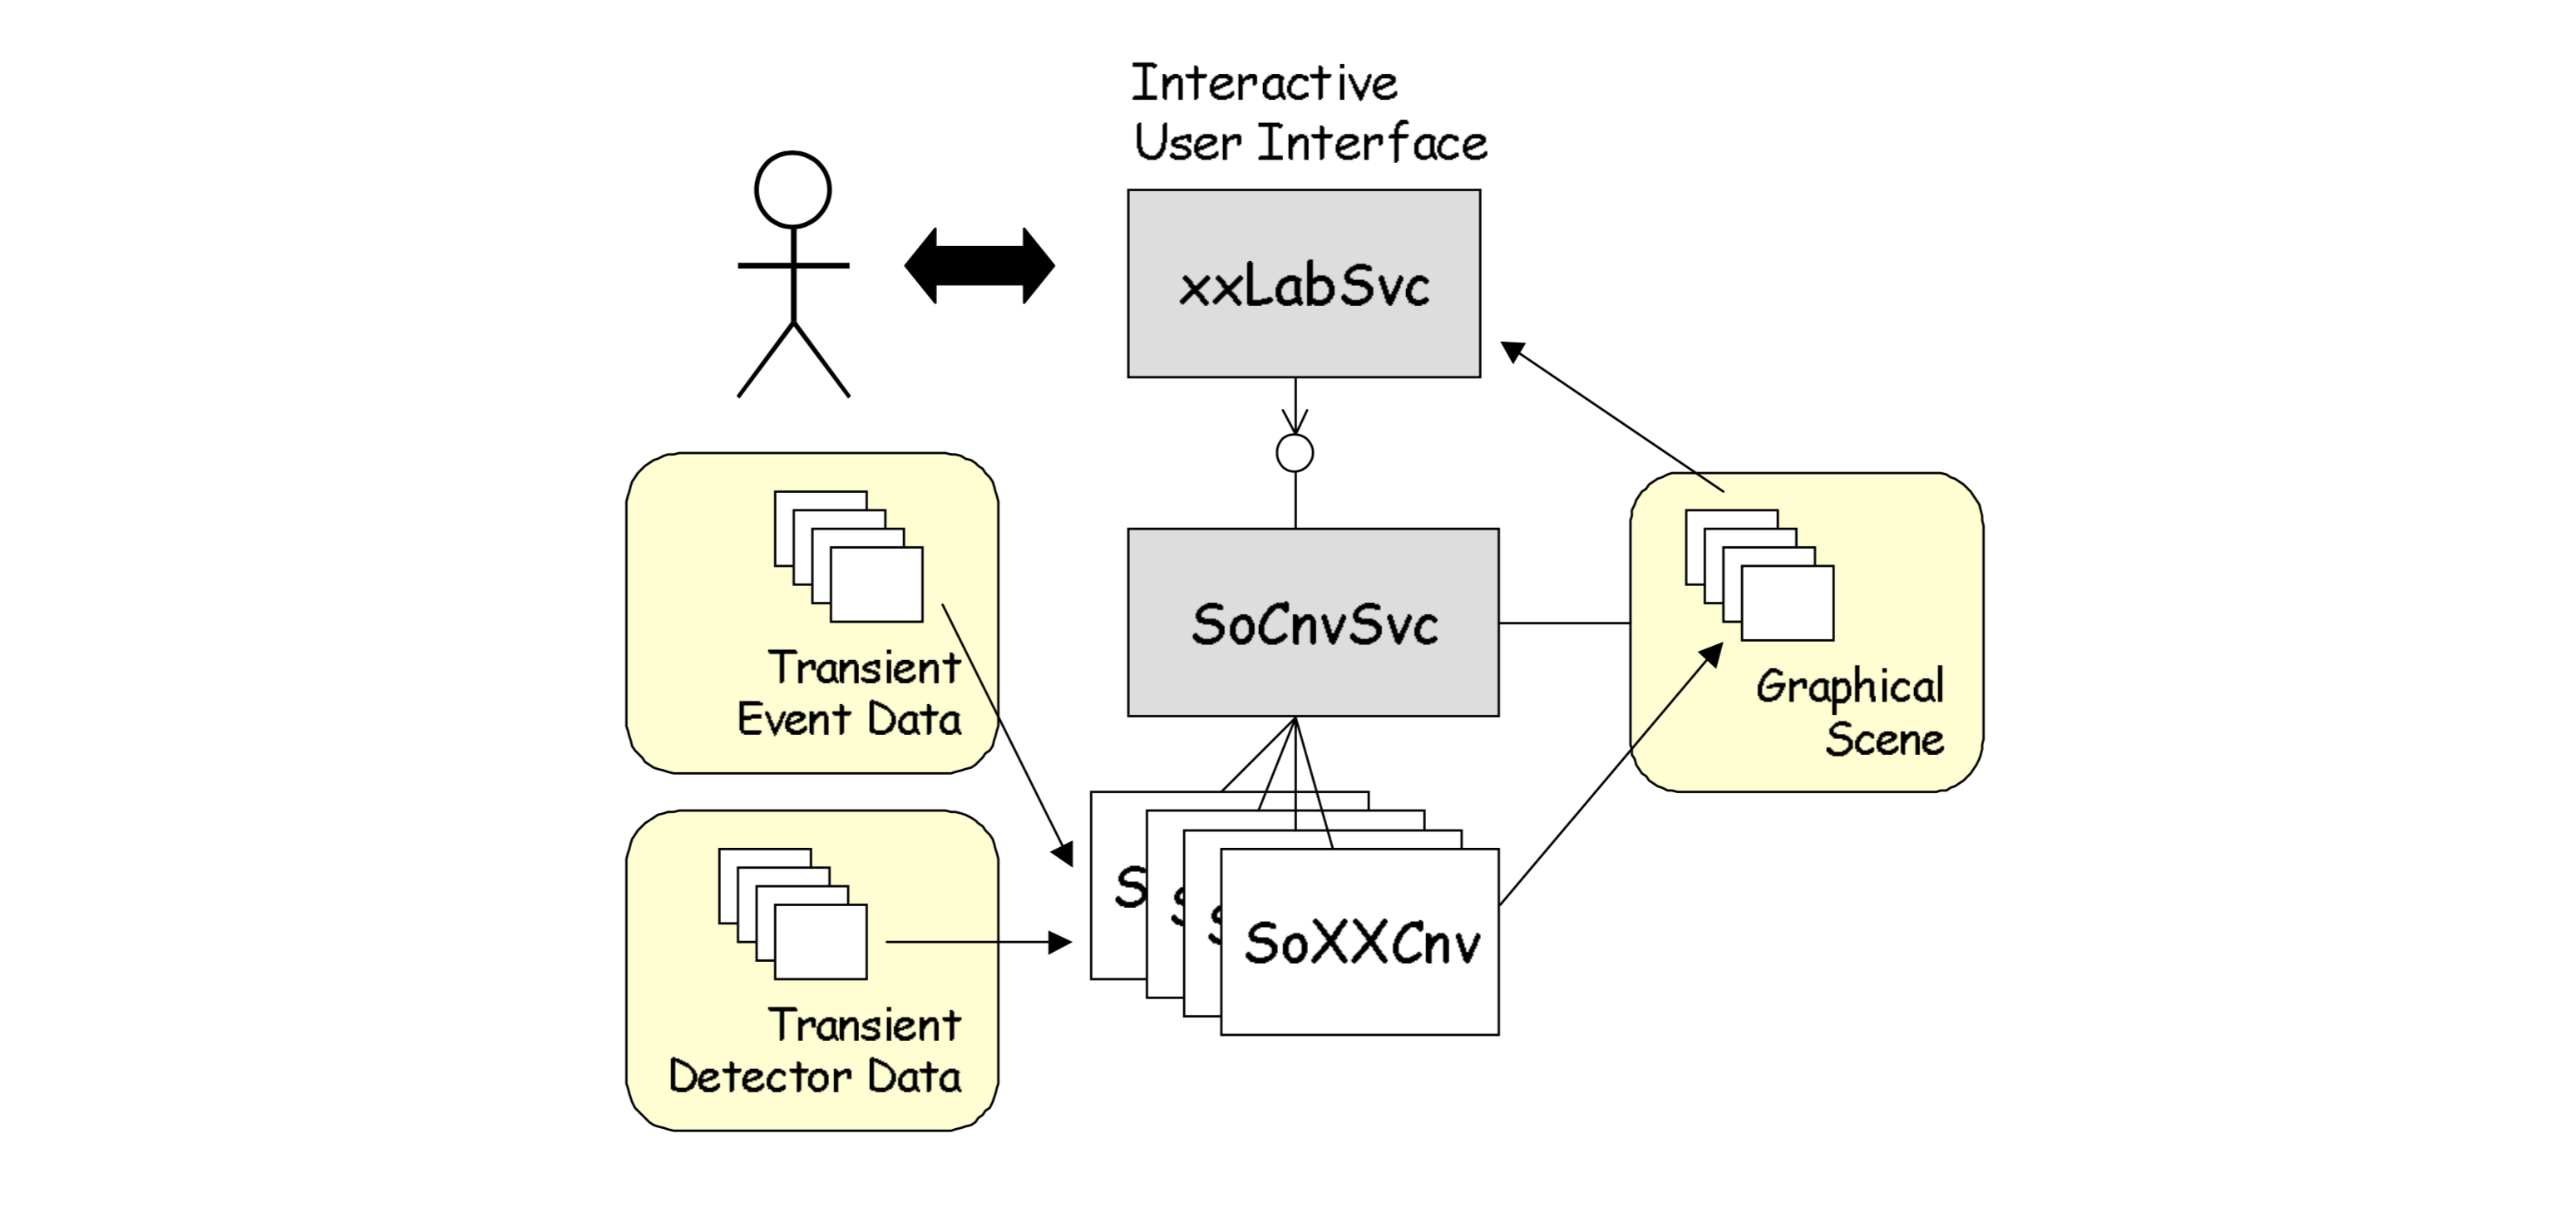 Interactive
User Interface
xxLabSvc
SoCnvSvc
Transient
Event Data
Graphical
Scene
S
S
S
SoXXCnv
Transient
Detector Data